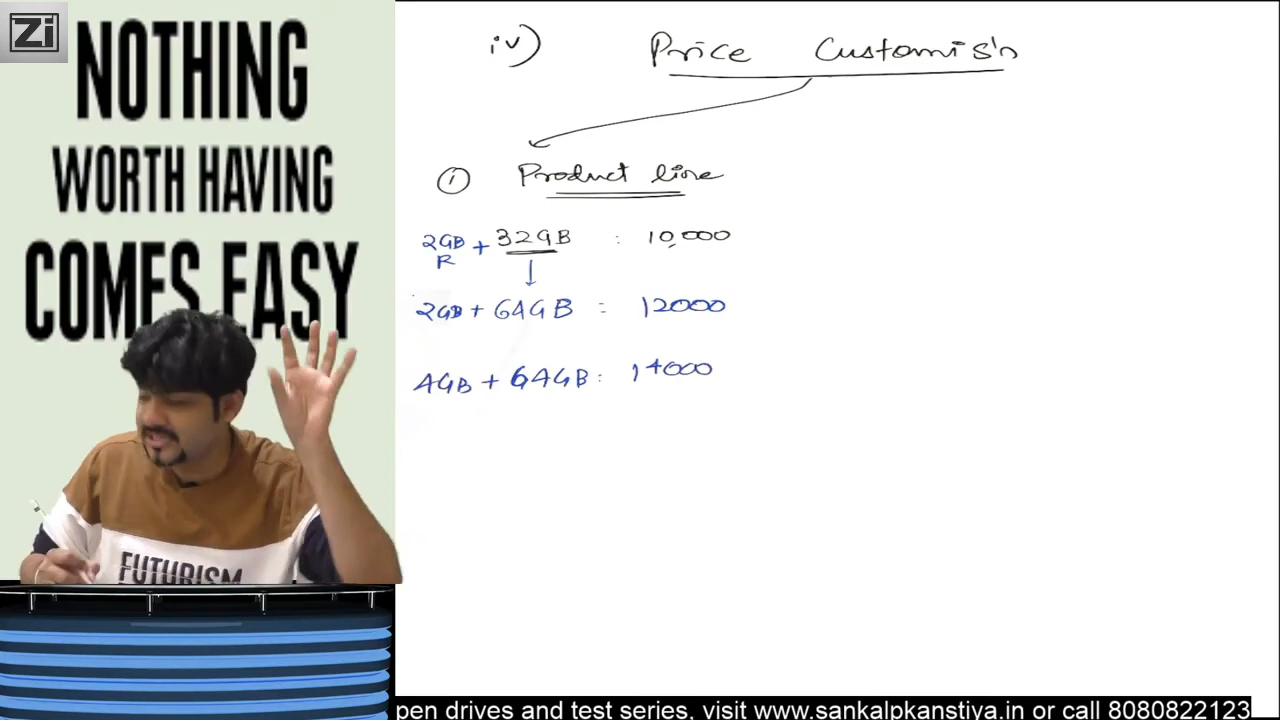 Zi
NOTHING
WORTH HAVING
COMES EASY
FUTURISM
iv) Price Customis'n
① Product line
2GB R + 32GB : 10,000
2GB + 64GB : 12000
4GB + 64GB : 14000
pen drives and test series, visit www.sankalpkanstiya.in or call 8080822123